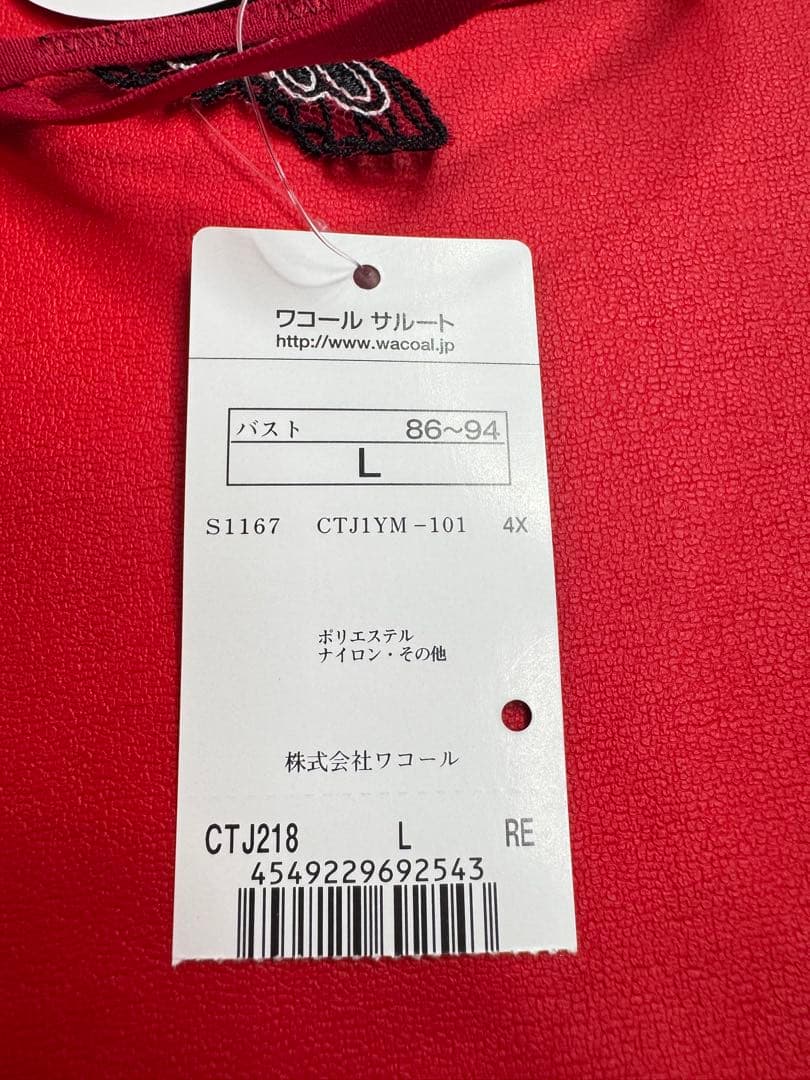 ワコール サルート
http://www.wacoal.jp
バスト 86~94
L
S1167 CTJ1YM-101 4X
ポリエステル
ナイロン・その他
株式会社ワコール
CTJ218 L RE
4549229692543